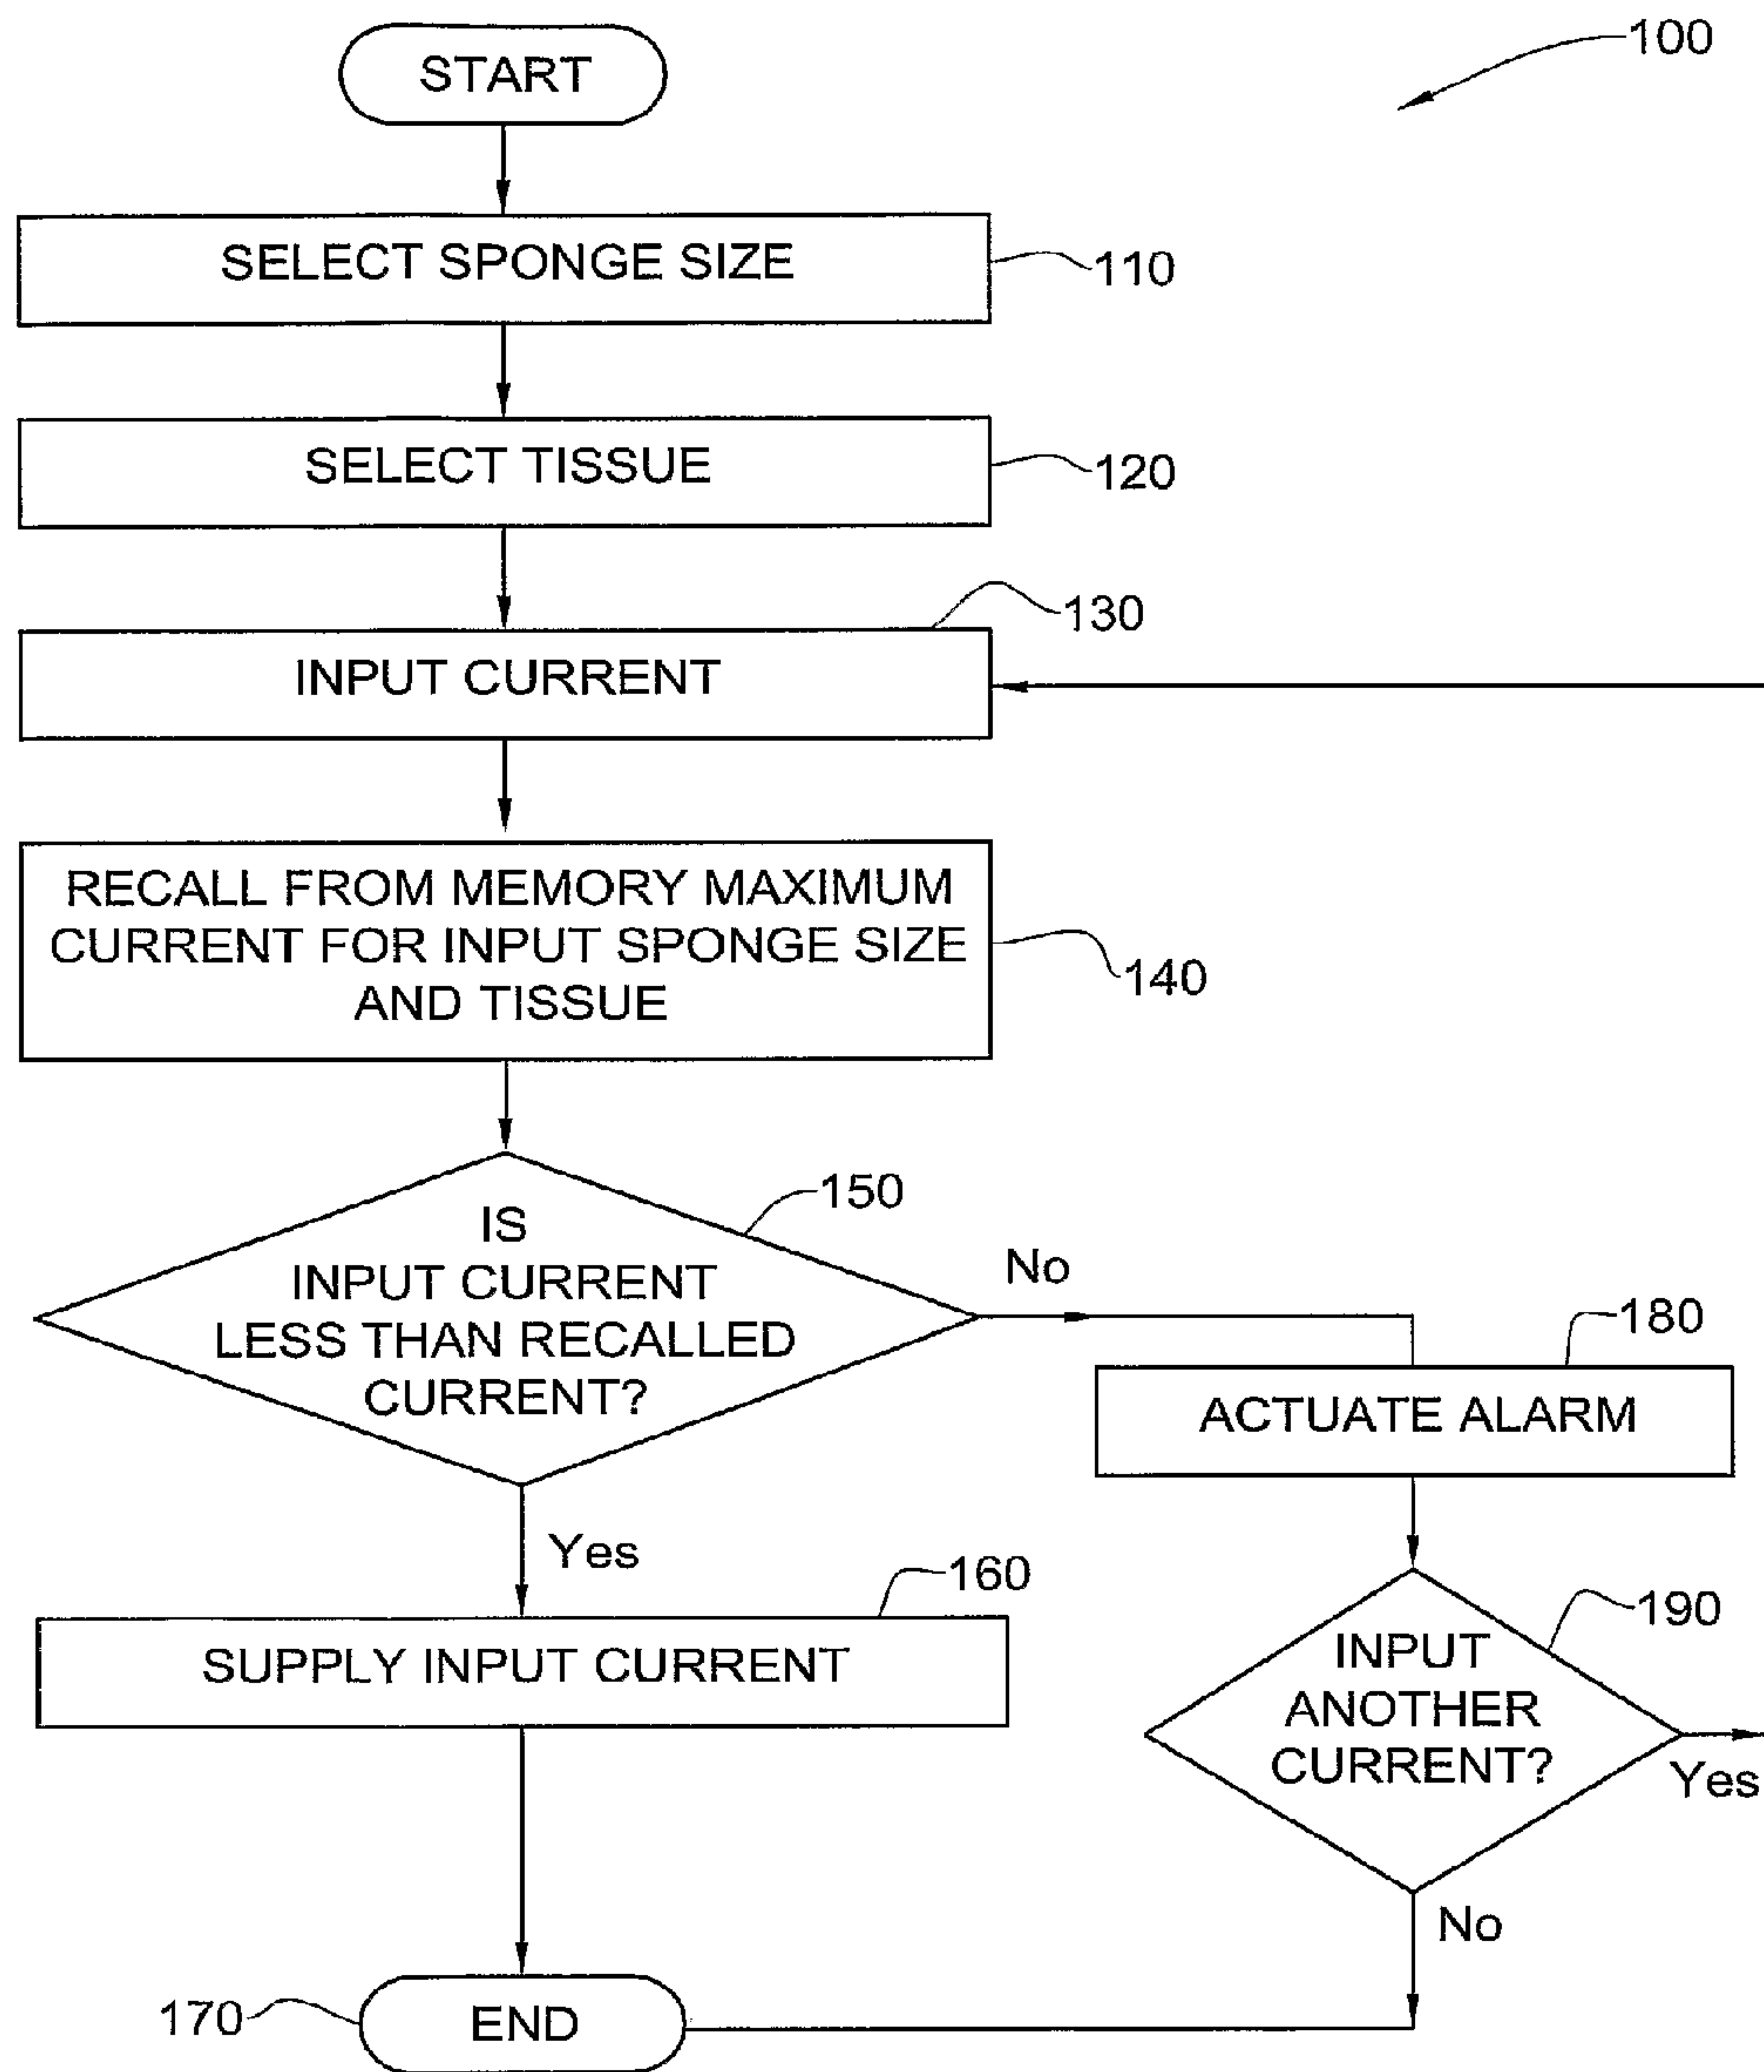 100
START
SELECT SPONGE SIZE
110
SELECT TISSUE
120
130
INPUT CURRENT
RECALL FROM MEMORY MAXIMUM
CURRENT FOR INPUT SPONGE SIZE
AND TISSUE
140
150
IS
INPUT CURRENT
LESS THAN RECALLED
CURRENT?
No
180
ACTUATE ALARM
Yes
160
SUPPLY INPUT CURRENT
190
INPUT
ANOTHER
CURRENT?
Yes
No
170
END